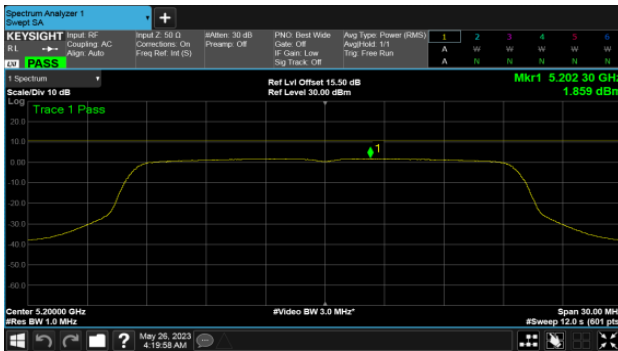 Spectrum Analyzer 1
Swept SA
+
KEYSIGHT
RL
LXI PASS
Input: RF
Coupling: AC
Align: Auto
Input Z: 50 Ω
Corrections: On
Freq Ref: Int (S)
#Atten: 30 dB
Preamp: Off
PNO: Best Wide
Gate: Off
IF Gain: Low
Sig Track: Off
Avg Type: Power (RMS)
Avg|Hold: 1/1
Trig: Free Run
1 2 3 4 5 6
A W W W W W
A N N N N N
1 Spectrum
Scale/Div 10 dB
Ref Lvl Offset 15.50 dB
Ref Level 30.00 dBm
Mkr1 5.202 30 GHz
1.859 dBm
Log
Trace 1 Pass
20.0
10.0
1
0.00
-10.0
-20.0
-30.0
-40.0
-50.0
-60.0
Center 5.20000 GHz
#Res BW 1.0 MHz
#Video BW 3.0 MHz*
Span 30.00 MH
#Sweep 12.0 s (601 pts
?
May 26, 2023
4:19:58 AM